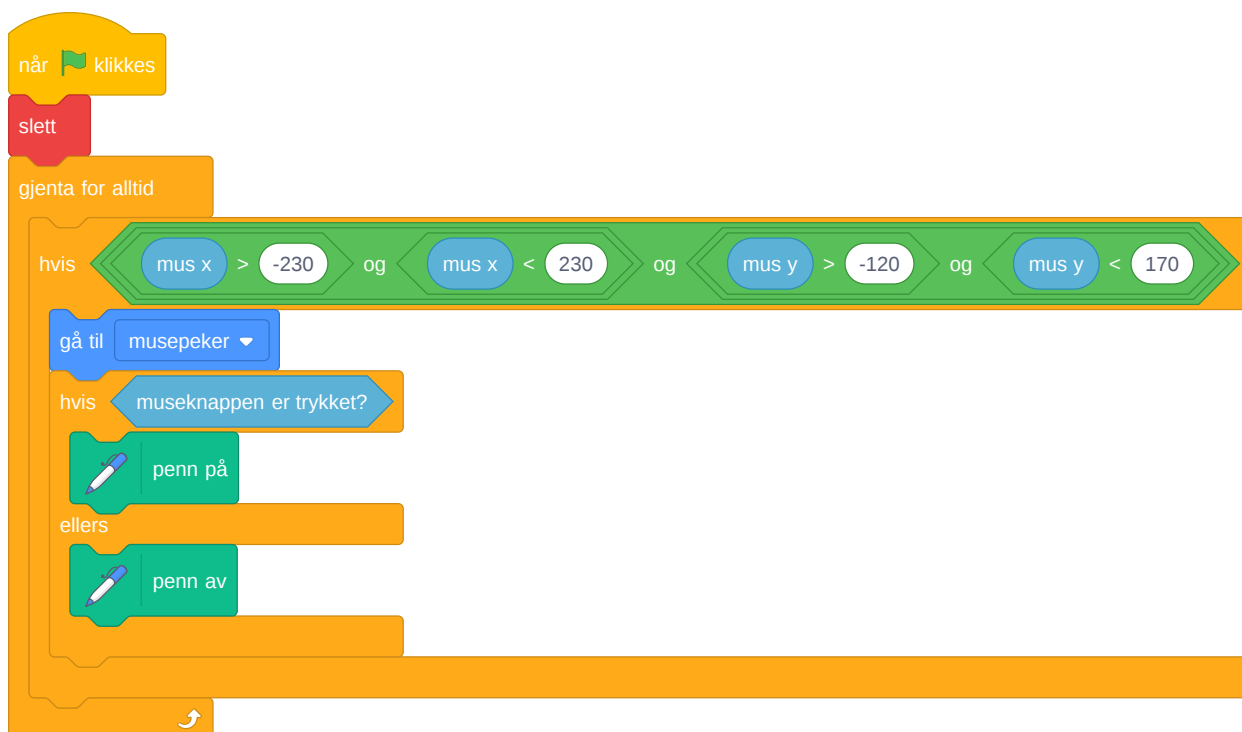 når klikkes
slett
gjenta for alltid
hvis mus x > -230 og mus x < 230 og mus y > -120 og mus y < 170
gå til musepeker
hvis museknappen er trykket?
penn på
ellers
penn av